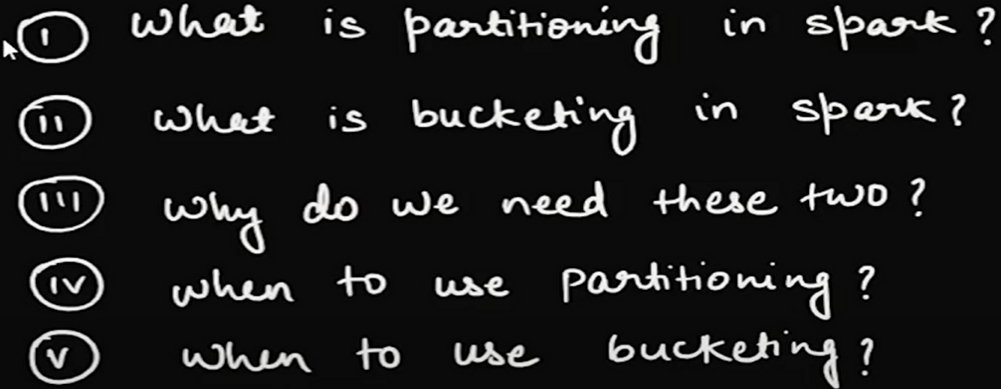 (i) What is partitioning in spark ?
(ii) What is bucketing in spark ?
(iii) why do we need these two ?
(iv) when to use partitioning ?
(v) when to use bucketing ?